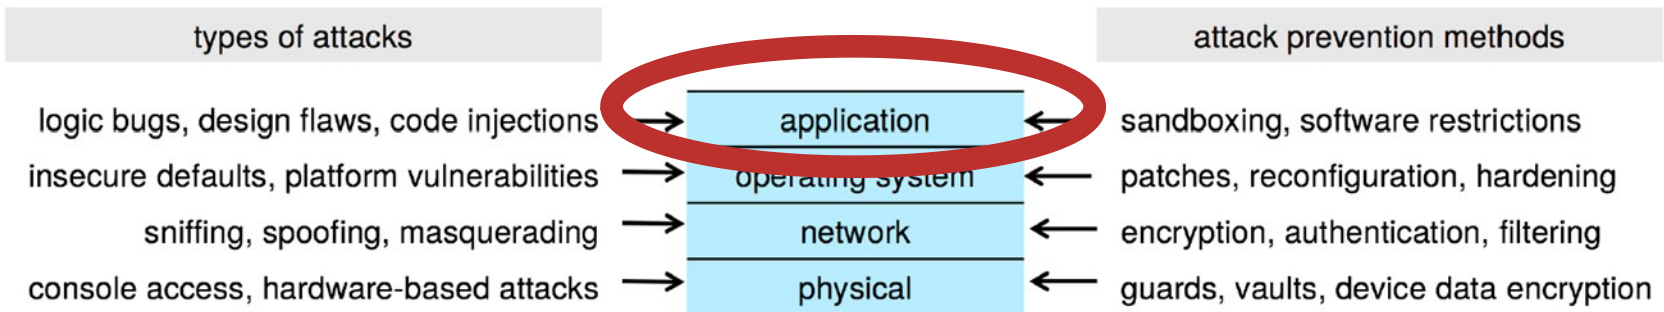 types of attacks
attack prevention methods
logic bugs, design flaws, code injections
application
sandboxing, software restrictions
insecure defaults, platform vulnerabilities
operating system
patches, reconfiguration, hardening
sniffing, spoofing, masquerading
network
encryption, authentication, filtering
console access, hardware-based attacks
physical
guards, vaults, device data encryption